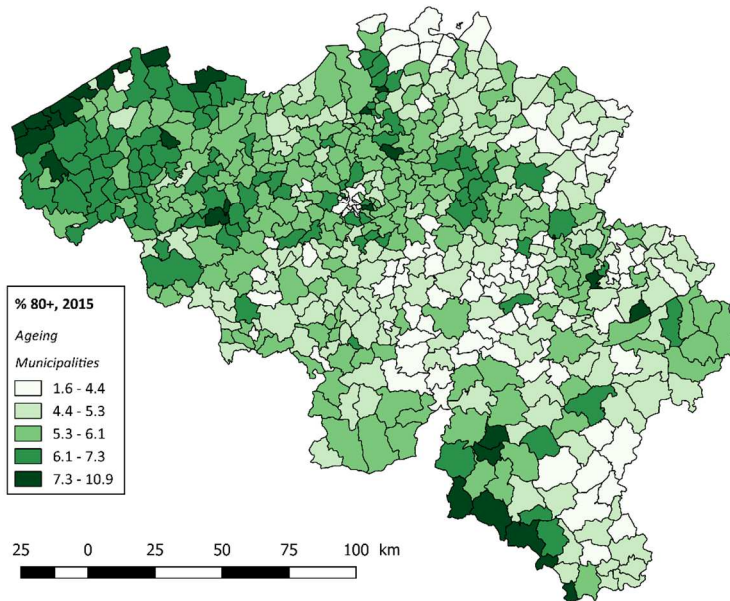 % 80+, 2015
Ageing
Municipalities
1.6 - 4.4
4.4 - 5.3
5.3 - 6.1
6.1 - 7.3
7.3 - 10.9
25 0 25 50 75 100 km